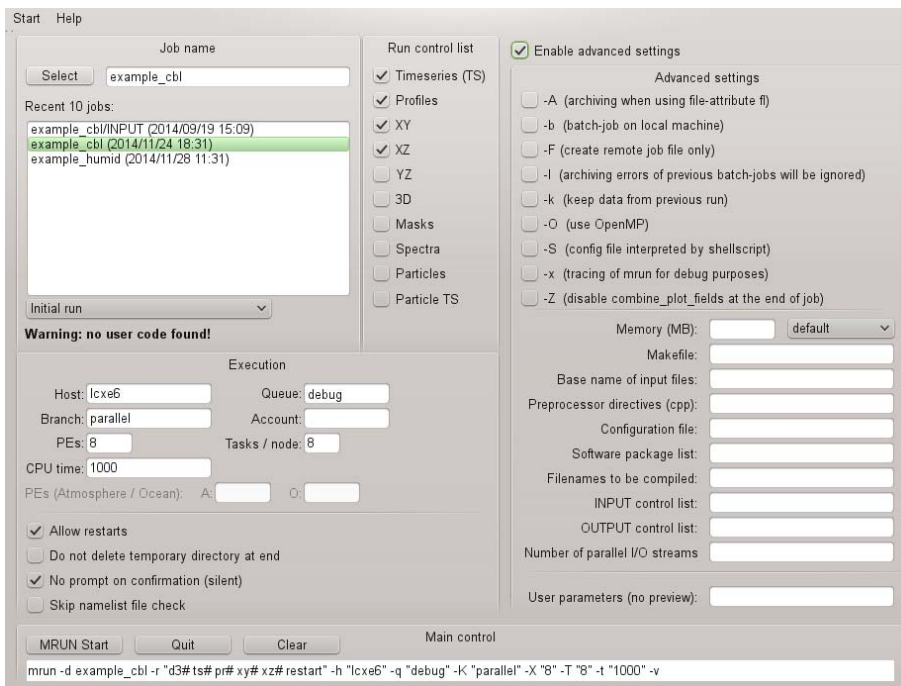 Start Help
Job name
Select example_cbl
Recent 10 jobs:
example_cbl/INPUT (2014/09/19 15:09)
example_cbl (2014/11/24 18:31)
example_humid (2014/11/28 11:31)
Initial run
Warning: no user code found!
Run control list
Timeseries (TS)
Profiles
XY
XZ
YZ
3D
Masks
Spectra
Particles
Particle TS
Execution
Host: lcxe6 Queue: debug
Branch: parallel Account:
PEs: 8 Tasks / node: 8
CPU time: 1000
PEs (Atmosphere / Ocean): A: O:
Allow restarts
Do not delete temporary directory at end
No prompt on confirmation (silent)
Skip namelist file check
Enable advanced settings
Advanced settings
-A (archiving when using file-attribute fl)
-b (batch-job on local machine)
-F (create remote job file only)
-I (archiving errors of previous batch-jobs will be ignored)
-k (keep data from previous run)
-O (use OpenMP)
-S (config file interpreted by shellscript)
-x (tracing of mrun for debug purposes)
-Z (disable combine_plot_fields at the end of job)
Memory (MB): default
Makefile:
Base name of input files:
Preprocessor directives (cpp):
Configuration file:
Software package list:
Filenames to be compiled:
INPUT control list:
OUTPUT control list:
Number of parallel I/O streams
User parameters (no preview):
Main control
MRUN Start Quit Clear
mrun -d example_cbl -r "d3# ts# pr# xy# xz# restart" -h "lcxe6" -q "debug" -K "parallel" -X "8" -T "8" -t "1000" -v